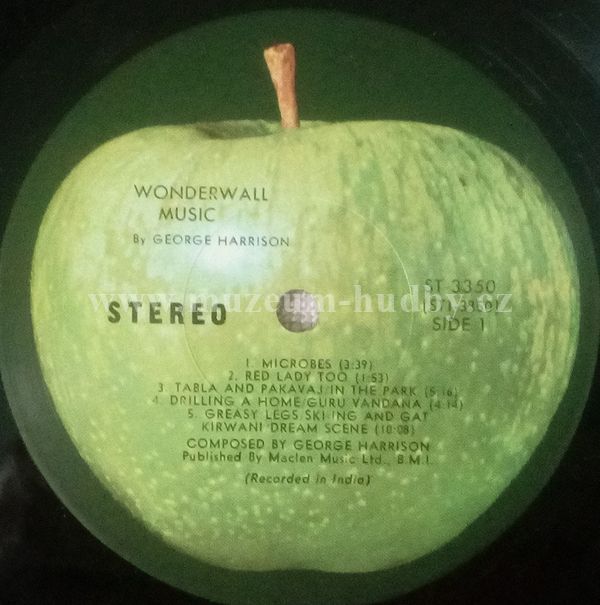 WONDERWALL
MUSIC
By GEORGE HARRISON
STEREO
ST 3350
SIDE 1
www.muzeum-hudby.cz
1. MICROBES (3:39)
2. RED LADY TOO (1:53)
3. TABLA AND PAKAVAJ/IN THE PARK (5:16)
4. DRILLING A HOME/GURU VANDANA (4:14)
5. GREASY LEGS/SKI-ING AND GAT
KIRWANI/DREAM SCENE (10:08)
COMPOSED BY GEORGE HARRISON
Published By Maclen Music Ltd., B.M.I.
(Recorded in India)